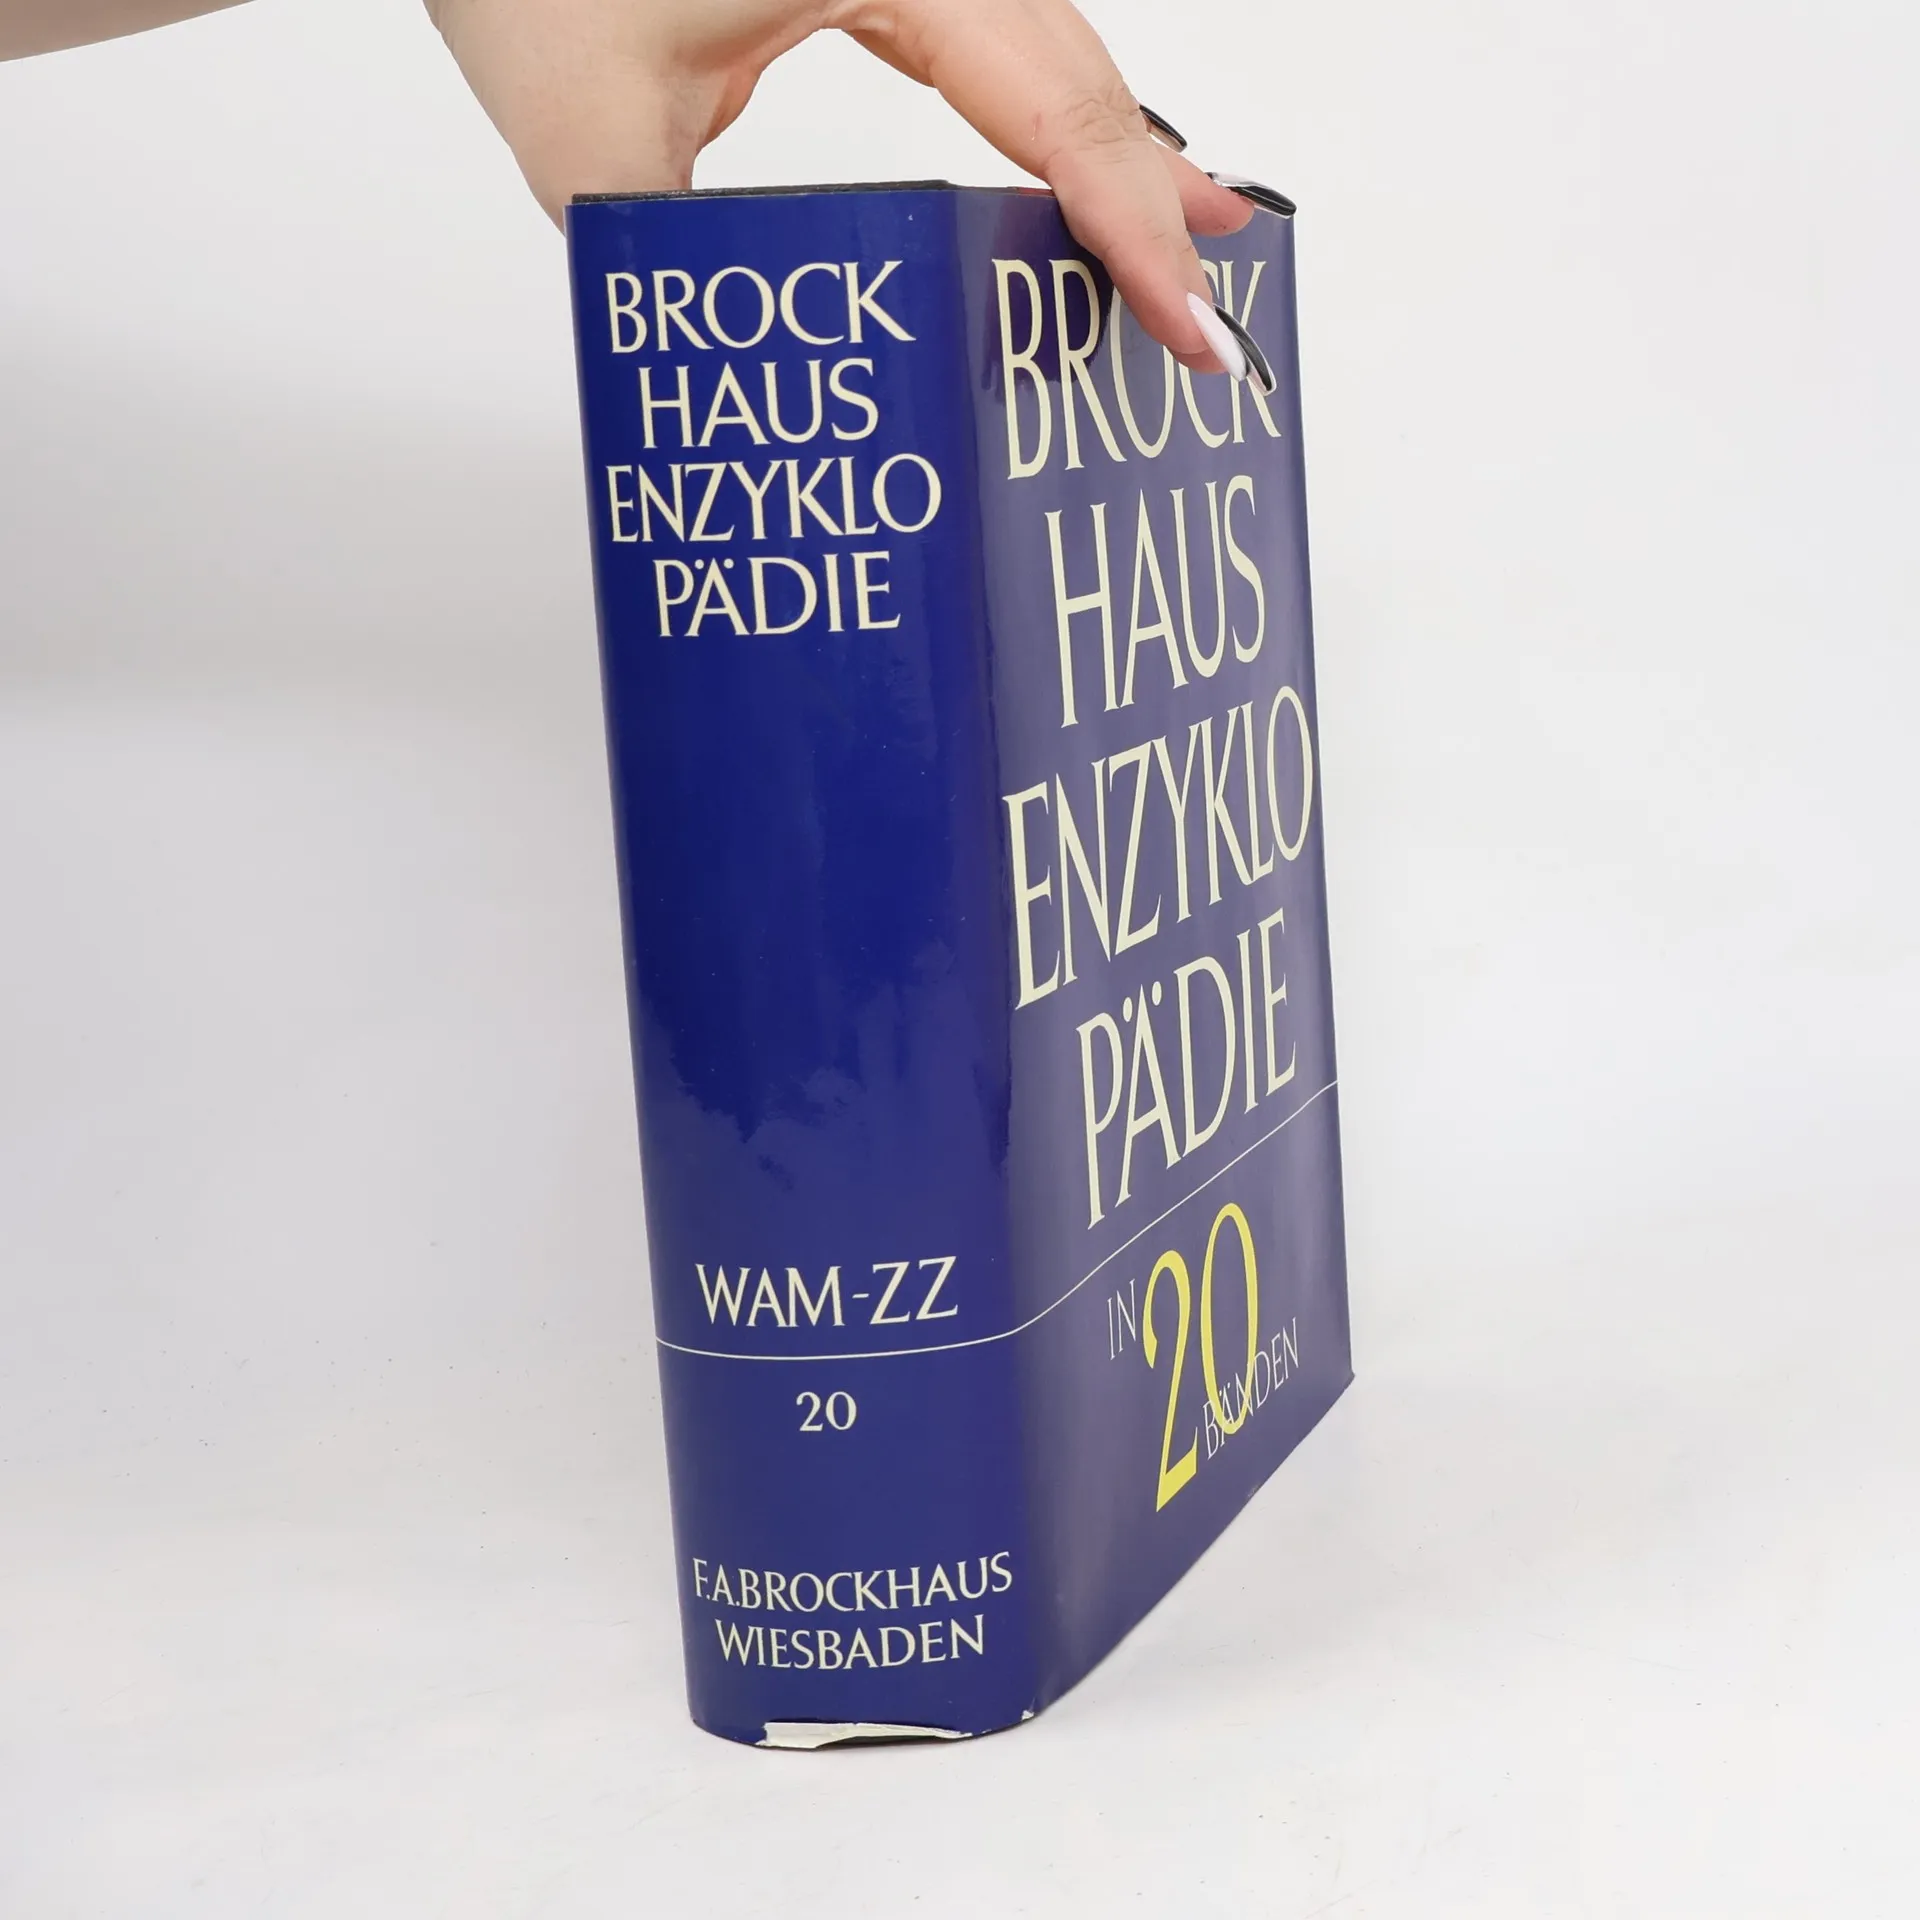 BROCK
HAUS
ENZYKLO
PÄDIE
WAM-ZZ
20
F.A.BROCKHAUS
WIESBADEN
BROCK
HAUS
ENZYKLO
PÄDIE
IN 20
BÄNDEN